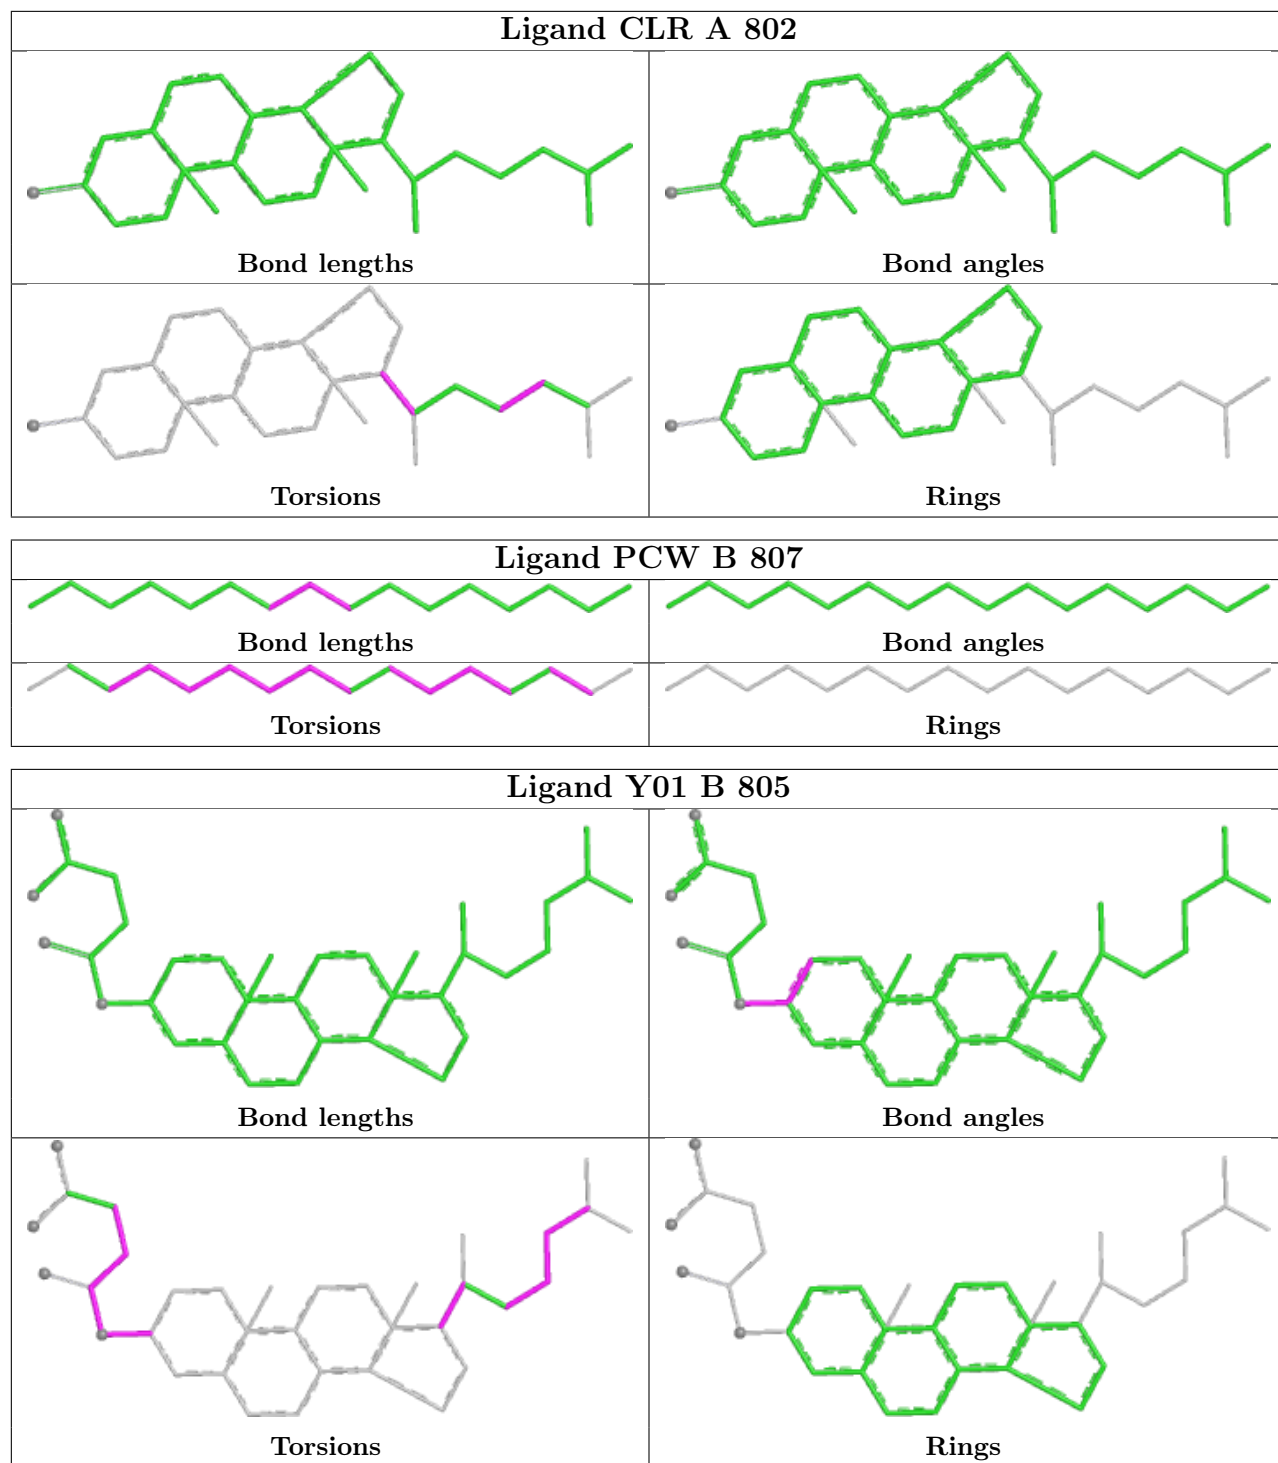 Ligand CLR A 802
Bond lengths
Bond angles
Torsions
Rings
Ligand PCW B 807
Bond lengths
Bond angles
Torsions
Rings
Ligand Y01 B 805
Bond lengths
Bond angles
Torsions
Rings